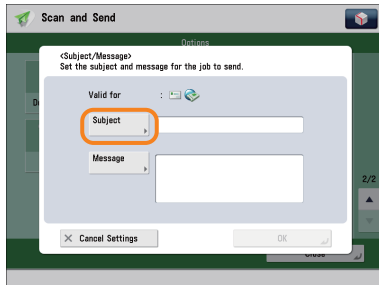 Scan and Send
Options
<Subject/Message>
Set the subject and message for the job to send.
Valid for :
Subject
Message
2/2
Cancel Settings
OK
Close